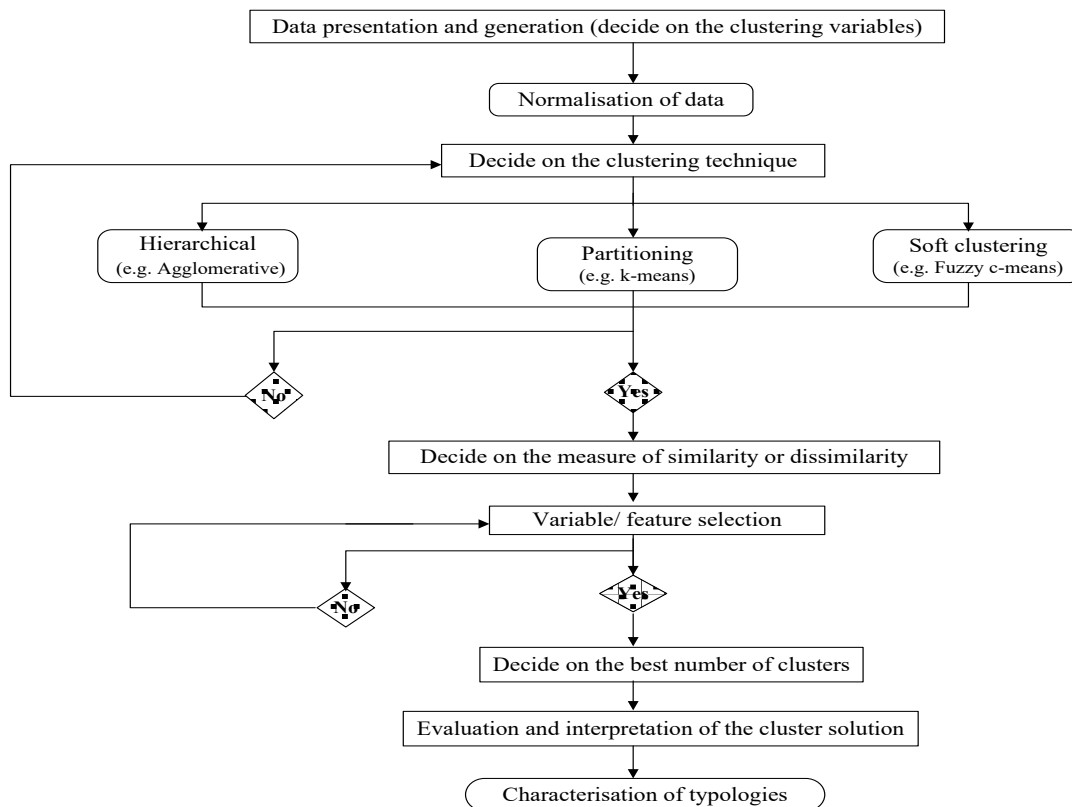 Data presentation and generation (decide on the clustering variables)
Normalisation of data
Decide on the clustering technique
Hierarchical
(e.g. Agglomerative)
Partitioning
(e.g. k-means)
Soft clustering
(e.g. Fuzzy c-means)
No
Yes
Decide on the measure of similarity or dissimilarity
Variable/ feature selection
No
Yes
Decide on the best number of clusters
Evaluation and interpretation of the cluster solution
Characterisation of typologies